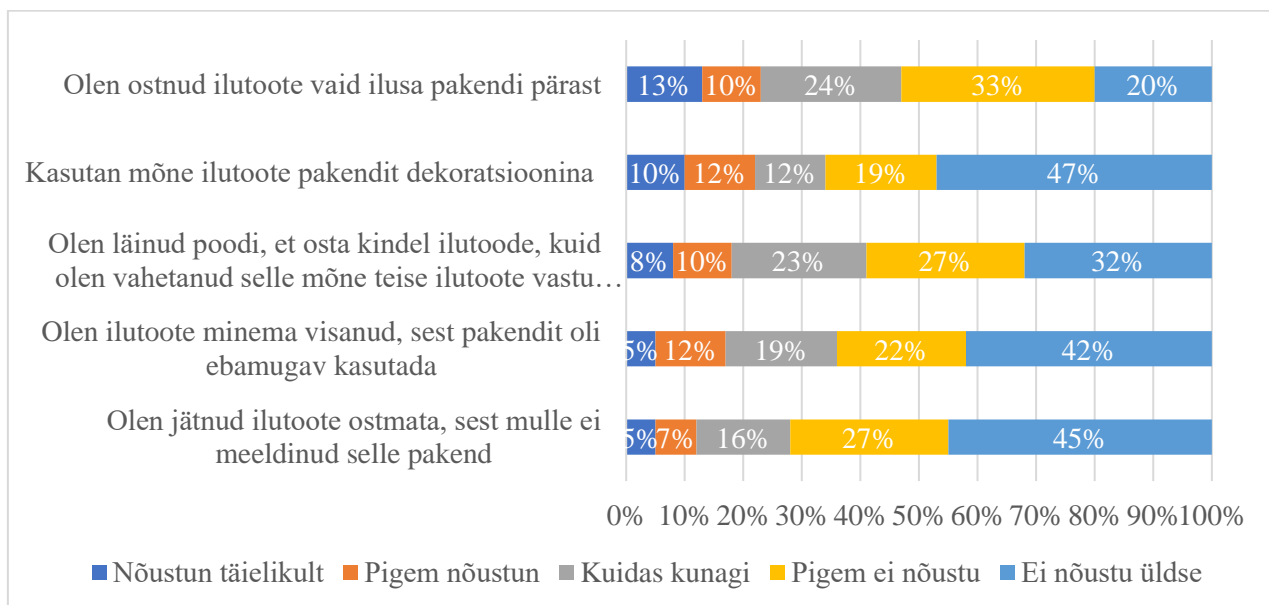 Olen ostnud ilutoote vaid ilusa pakendi pärast
13% 10% 24% 33% 20%
Kasutan mõne ilutoote pakendit dekoratsioonina
10% 12% 12% 19% 47%
Olen läinud poodi, et osta kindel ilutoode, kuid
olen vahetanud selle mõne teise ilutoote vastu…
8% 10% 23% 27% 32%
Olen ilutoote minema visanud, sest pakendit oli
ebamugav kasutada
5% 12% 19% 22% 42%
Olen jätnud ilutoote ostmata, sest mulle ei
meeldinud selle pakend
5% 7% 16% 27% 45%
0% 10% 20% 30% 40% 50% 60% 70% 80% 90% 100%
Nõustun täielikult Pigem nõustun Kuidas kunagi Pigem ei nõustu Ei nõustu üldse